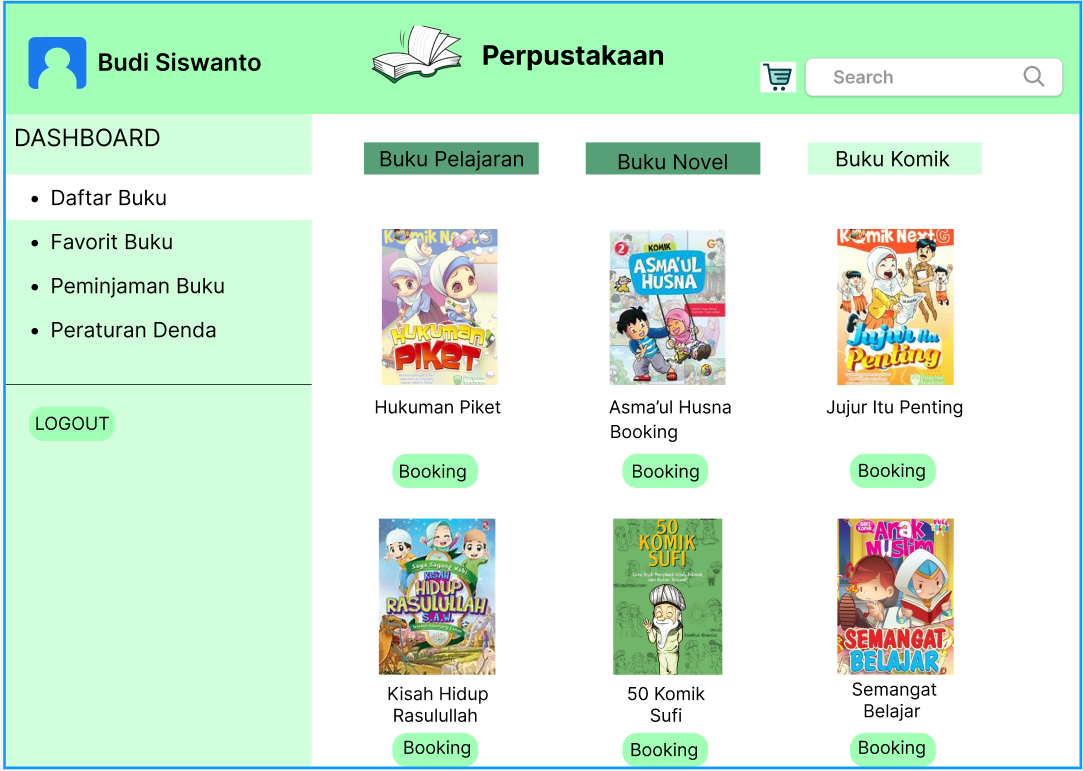 Budi Siswanto
Perpustakaan
Search
DASHBOARD
Daftar Buku
Favorit Buku
Peminjaman Buku
Peraturan Denda
LOGOUT
Buku Pelajaran
Buku Novel
Buku Komik
Komik Next G
HUKUMAN
PIKET
2
KOMIK
ASMA'UL
HUSNA
Komik Next G
Jujur Itu
Penting
Hukuman Piket
Asma’ul Husna
Booking
Jujur Itu Penting
Booking
Booking
Booking
Saya Sayang Nabi
KISAH
HIDUP
RASULULLAH
S.A.W.
50
KOMIK
SUFI
Anak
Muslim
SEMANGAT
BELAJAR
Kisah Hidup
Rasulullah
50 Komik
Sufi
Semangat
Belajar
Booking
Booking
Booking